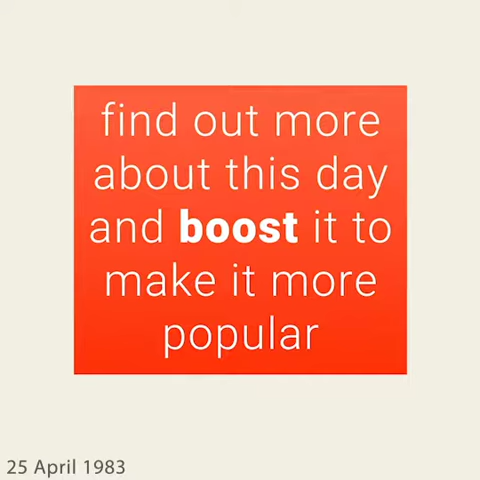 find out more
about this day
and boost it to
make it more
popular
25 April 1983